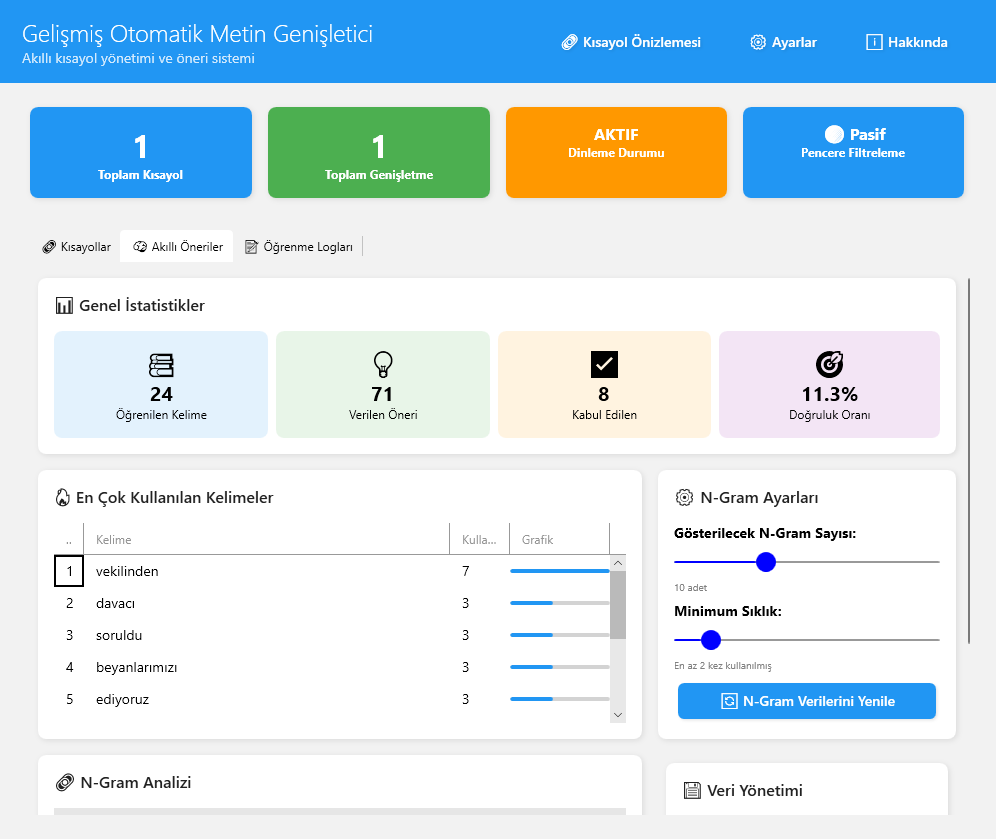 Gelişmiş Otomatik Metin Genişletici
Akıllı kısayol yönetimi ve öneri sistemi
Kısayol Önizlemesi
Ayarlar
Hakkında
1
Toplam Kısayol
1
Toplam Genişletme
AKTIF
Dinleme Durumu
Pasif
Pencere Filtreleme
Kısayollar
Akıllı Öneriler
Öğrenme Logları
Genel İstatistikler
24
Öğrenilen Kelime
71
Verilen Öneri
8
Kabul Edilen
11.3%
Doğruluk Oranı
En Çok Kullanılan Kelimeler
.. Kelime Kulla... Grafik
1 vekilinden 7
2 davacı 3
3 soruldu 3
4 beyanlarımızı 3
5 ediyoruz 3
N-Gram Ayarları
Gösterilecek N-Gram Sayısı:
10 adet
Minimum Sıklık:
En az 2 kez kullanılmış
N-Gram Verilerini Yenile
N-Gram Analizi
Veri Yönetimi